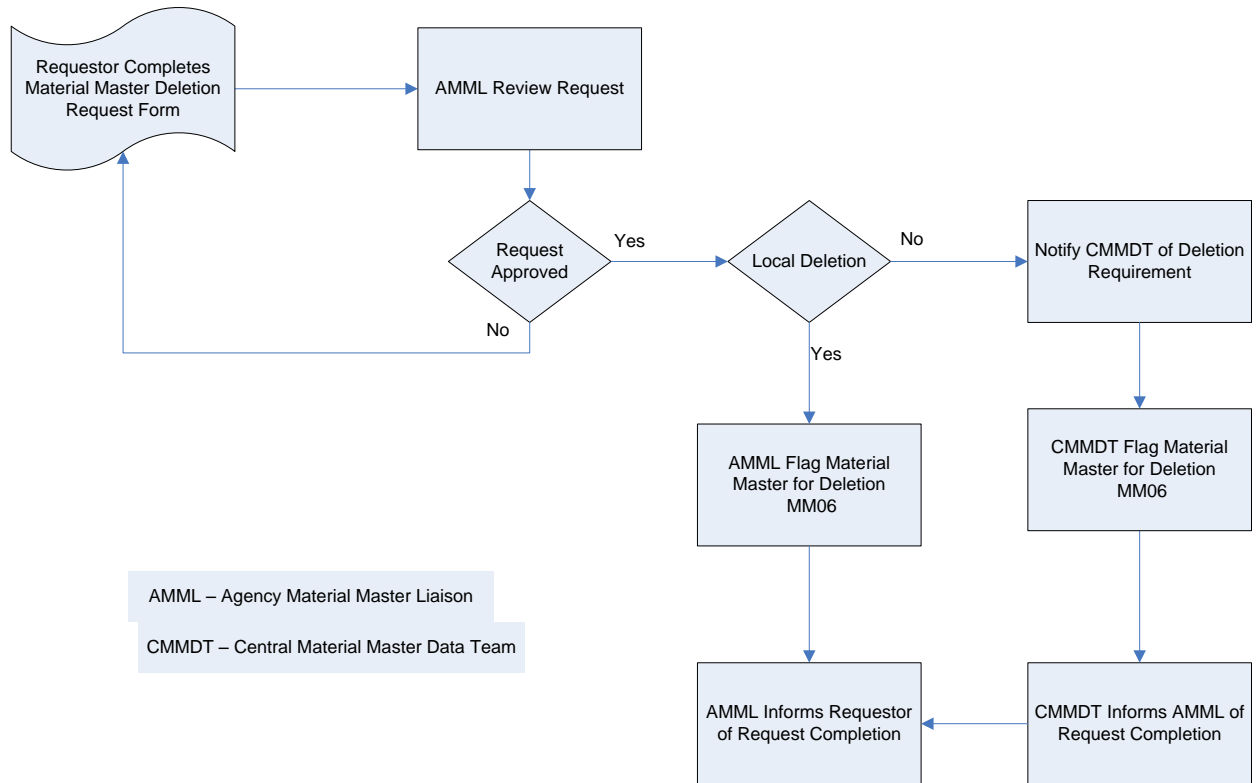 Requestor Completes
Material Master Deletion
Request Form
AMML Review Request
Request
Approved
Yes
No
Local Deletion
No
Yes
Notify CMMDT of Deletion
Requirement
AMML Flag Material
Master for Deletion
MM06
CMMDT Flag Material
Master for Deletion
MM06
AMML – Agency Material Master Liaison
CMMDT – Central Material Master Data Team
AMML Informs Requestor
of Request Completion
CMMDT Informs AMML of
Request Completion